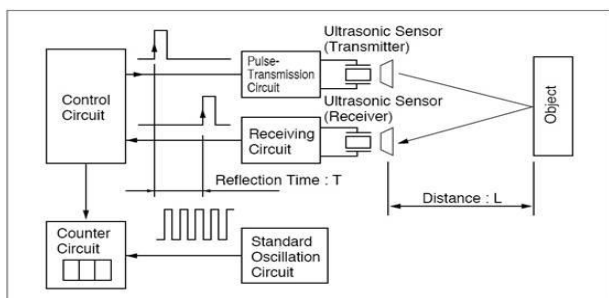 Ultrasonic Sensor
(Transmitter)
Pulse-
Transmission
Circuit
Control
Circuit
Ultrasonic Sensor
(Receiver)
Receiving
Circuit
Object
Reflection Time : T
Distance : L
Counter
Circuit
Standard
Oscillation
Circuit